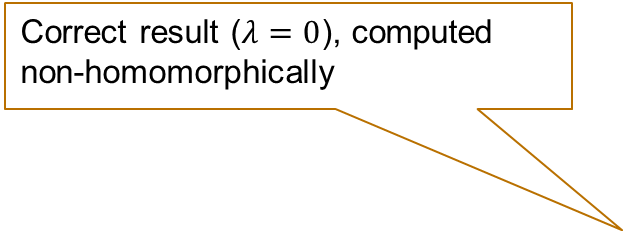 Correct result (𝜆 = 0), computed
non-homomorphically